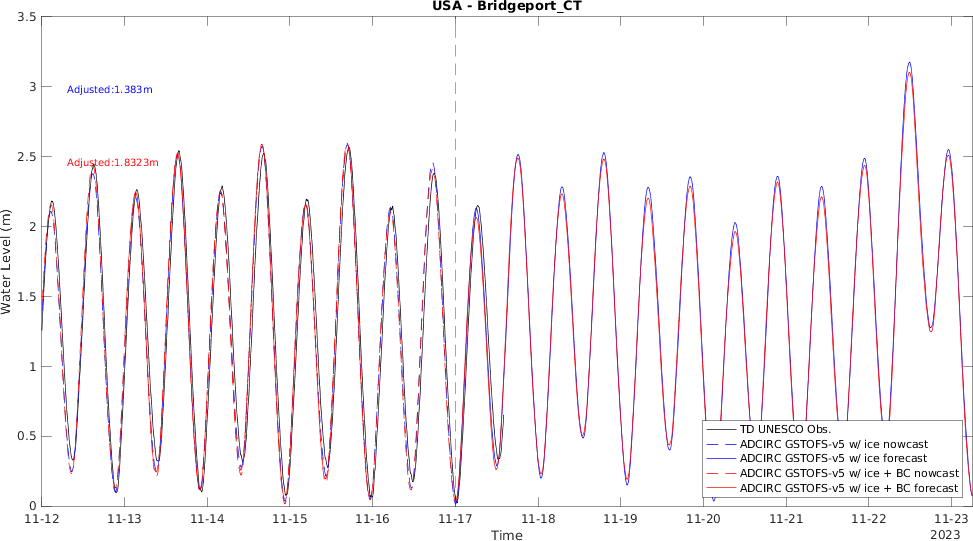 USA - Bridgeport_CT
3.5
3
2.5
2
1.5
1
0.5
0
Water Level (m)
Adjusted:1.383m
Adjusted:1.8323m
TD UNESCO Obs.
ADCIRC GSTOFS-v5 w/ ice nowcast
ADCIRC GSTOFS-v5 w/ ice forecast
ADCIRC GSTOFS-v5 w/ ice + BC nowcast
ADCIRC GSTOFS-v5 w/ ice + BC forecast
11-12 11-13 11-14 11-15 11-16 11-17 11-18 11-19 11-20 11-21 11-22 11-23
Time
2023